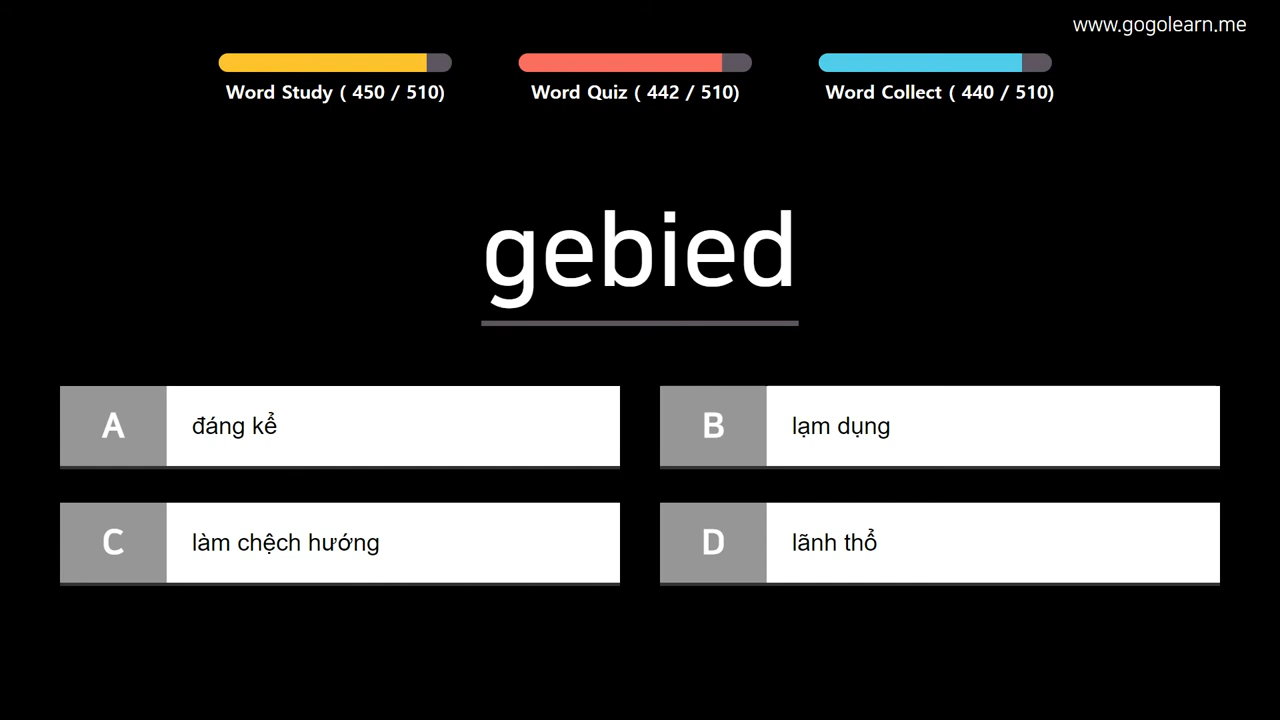 www.gogolearn.me
Word Study ( 450 / 510)
Word Quiz ( 442 / 510)
Word Collect ( 440 / 510)
gebied
A đáng kể
B lạm dụng
C làm chệch hướng
D lãnh thổ